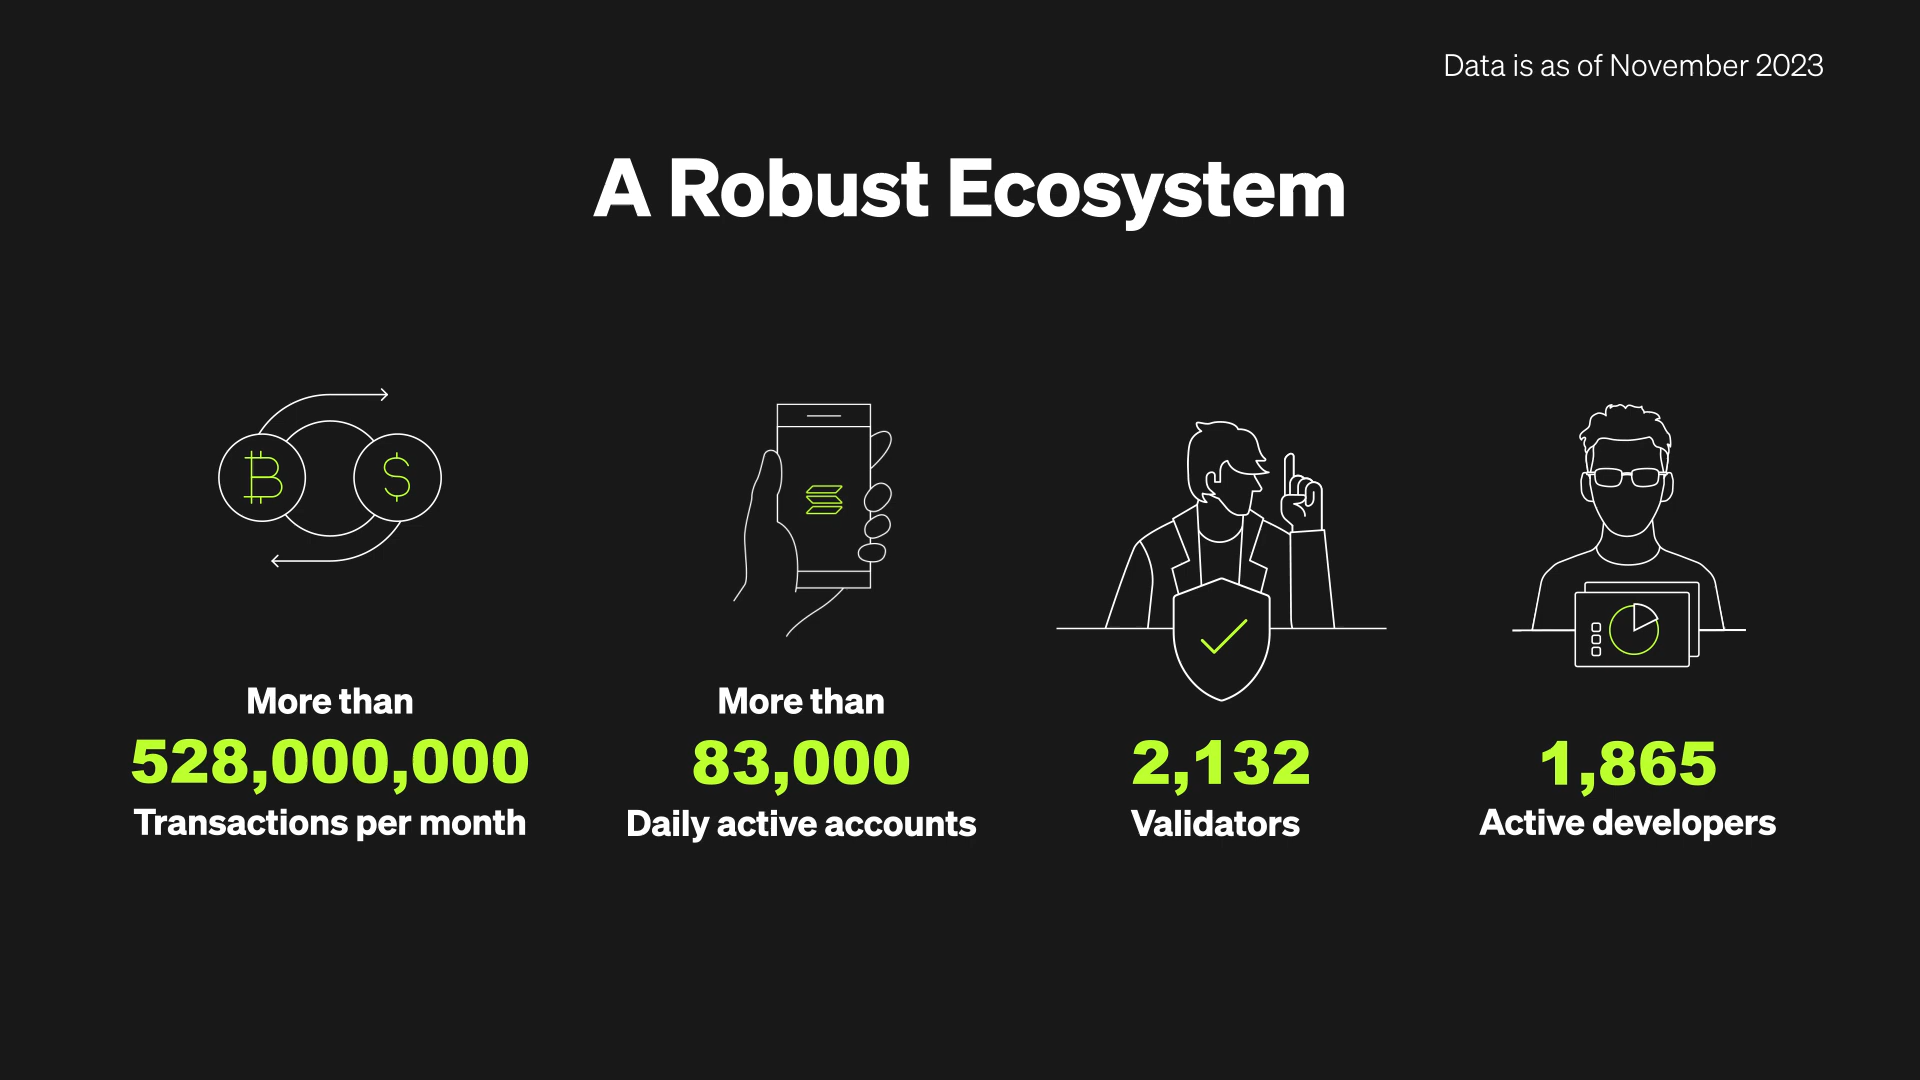 Data is as of November 2023
A Robust Ecosystem
More than
528,000,000
Transactions per month
More than
83,000
Daily active accounts
2,132
Validators
1,865
Active developers